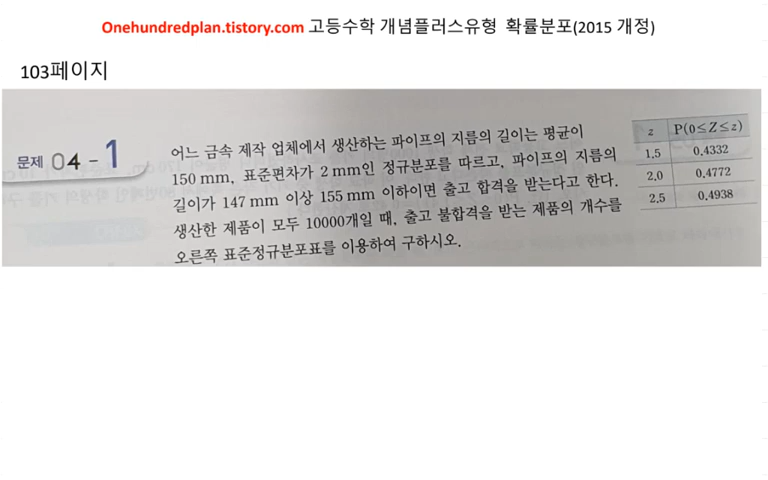 Onehundredplan.tistory.com 고등수학 개념플러스유형 확률분포(2015 개정)
103페이지
문제 04-1
어느 금속 제작 업체에서 생산하는 파이프의 지름의 길이는 평균이
150 mm, 표준편차가 2 mm인 정규분포를 따르고, 파이프의 지름의
길이가 147 mm 이상 155 mm 이하이면 출고 합격을 받는다고 한다.
생산한 제품이 모두 10000개일 때, 출고 불합격을 받는 제품의 개수를
오른쪽 표준정규분포표를 이용하여 구하시오.
z P(0≤Z≤z)
1.5 0.4332
2.0 0.4772
2.5 0.4938